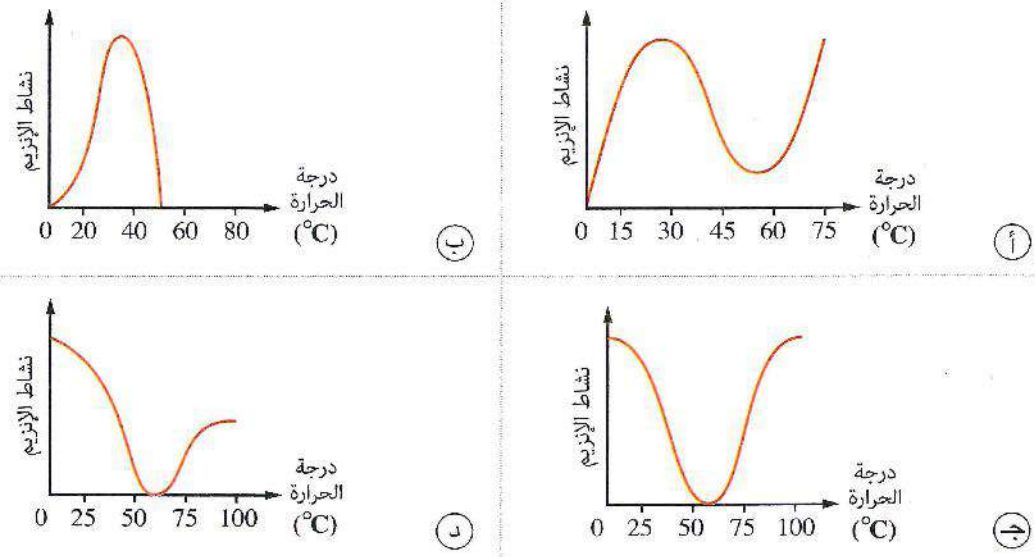 نشاط الإنزيم
درجة
الحرارة
(°C)
0 15 30 45 60 75
أ
نشاط الإنزيم
درجة
الحرارة
(°C)
0 20 40 60 80
ب
نشاط الإنزيم
درجة
الحرارة
(°C)
0 25 50 75 100
جـ
نشاط الإنزيم
درجة
الحرارة
(°C)
0 25 50 75 100
د